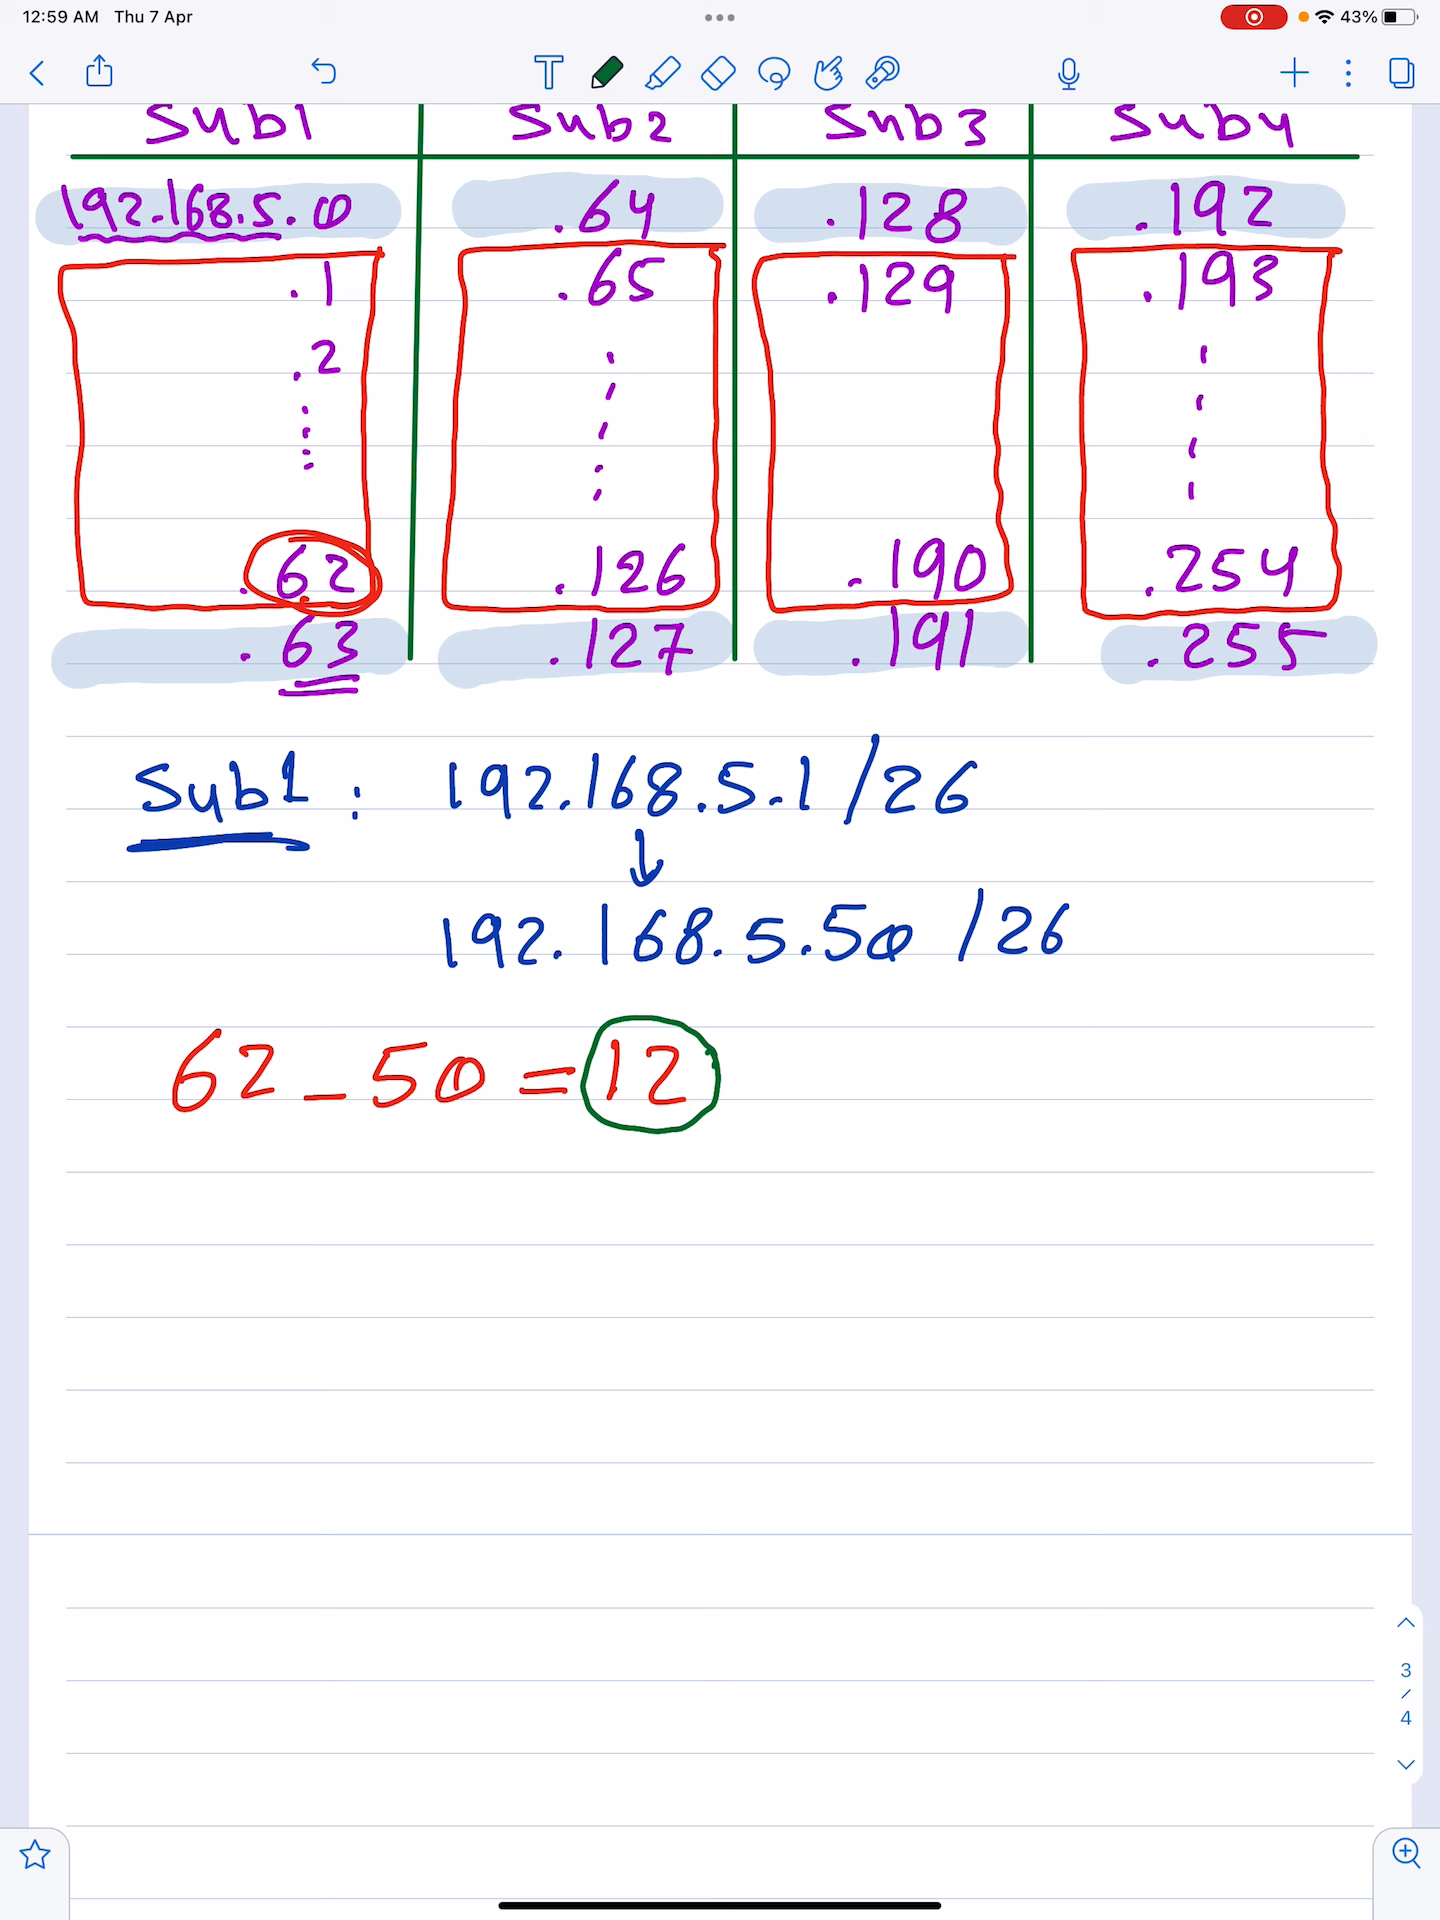 12:59 AM Thu 7 Apr 43%
T
Sub1 Sub2 Sub3 Sub4
192.168.5.0 .64 .128 .192
.1 .65 .129 .193
.2
.62 .126 .190 .254
.63 .127 .191 .255
Sub1 : 192.168.5.1 /26
↓
192.168.5.50 /26
62 - 50 = 12
3
/
4